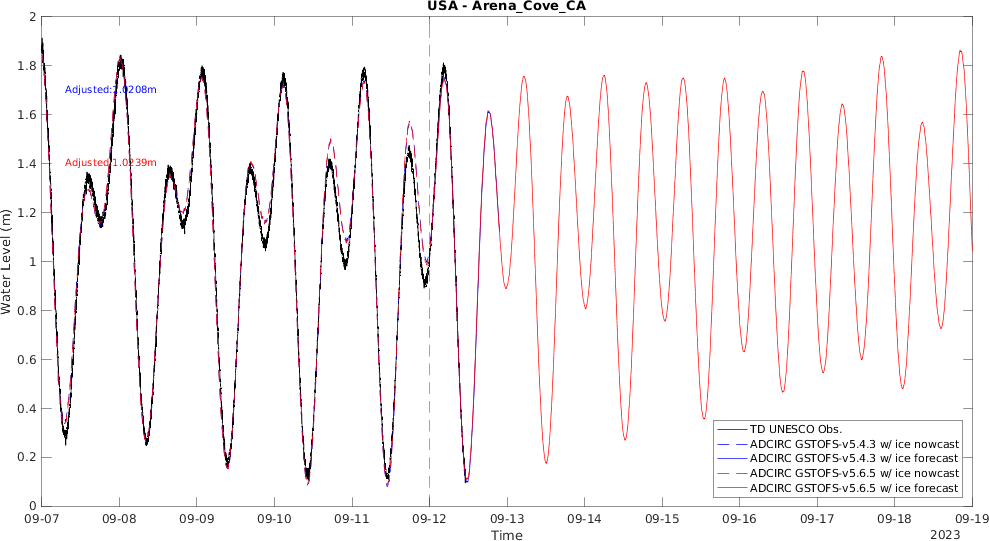 USA - Arena_Cove_CA
2
1.8
1.6
1.4
1.2
1
0.8
0.6
0.4
0.2
0
Water Level (m)
Adjusted:1.0208m
Adjusted:1.0239m
TD UNESCO Obs.
ADCIRC GSTOFS-v5.4.3 w/ ice nowcast
ADCIRC GSTOFS-v5.4.3 w/ ice forecast
ADCIRC GSTOFS-v5.6.5 w/ ice nowcast
ADCIRC GSTOFS-v5.6.5 w/ ice forecast
09-07 09-08 09-09 09-10 09-11 09-12 09-13 09-14 09-15 09-16 09-17 09-18 09-19
Time
2023